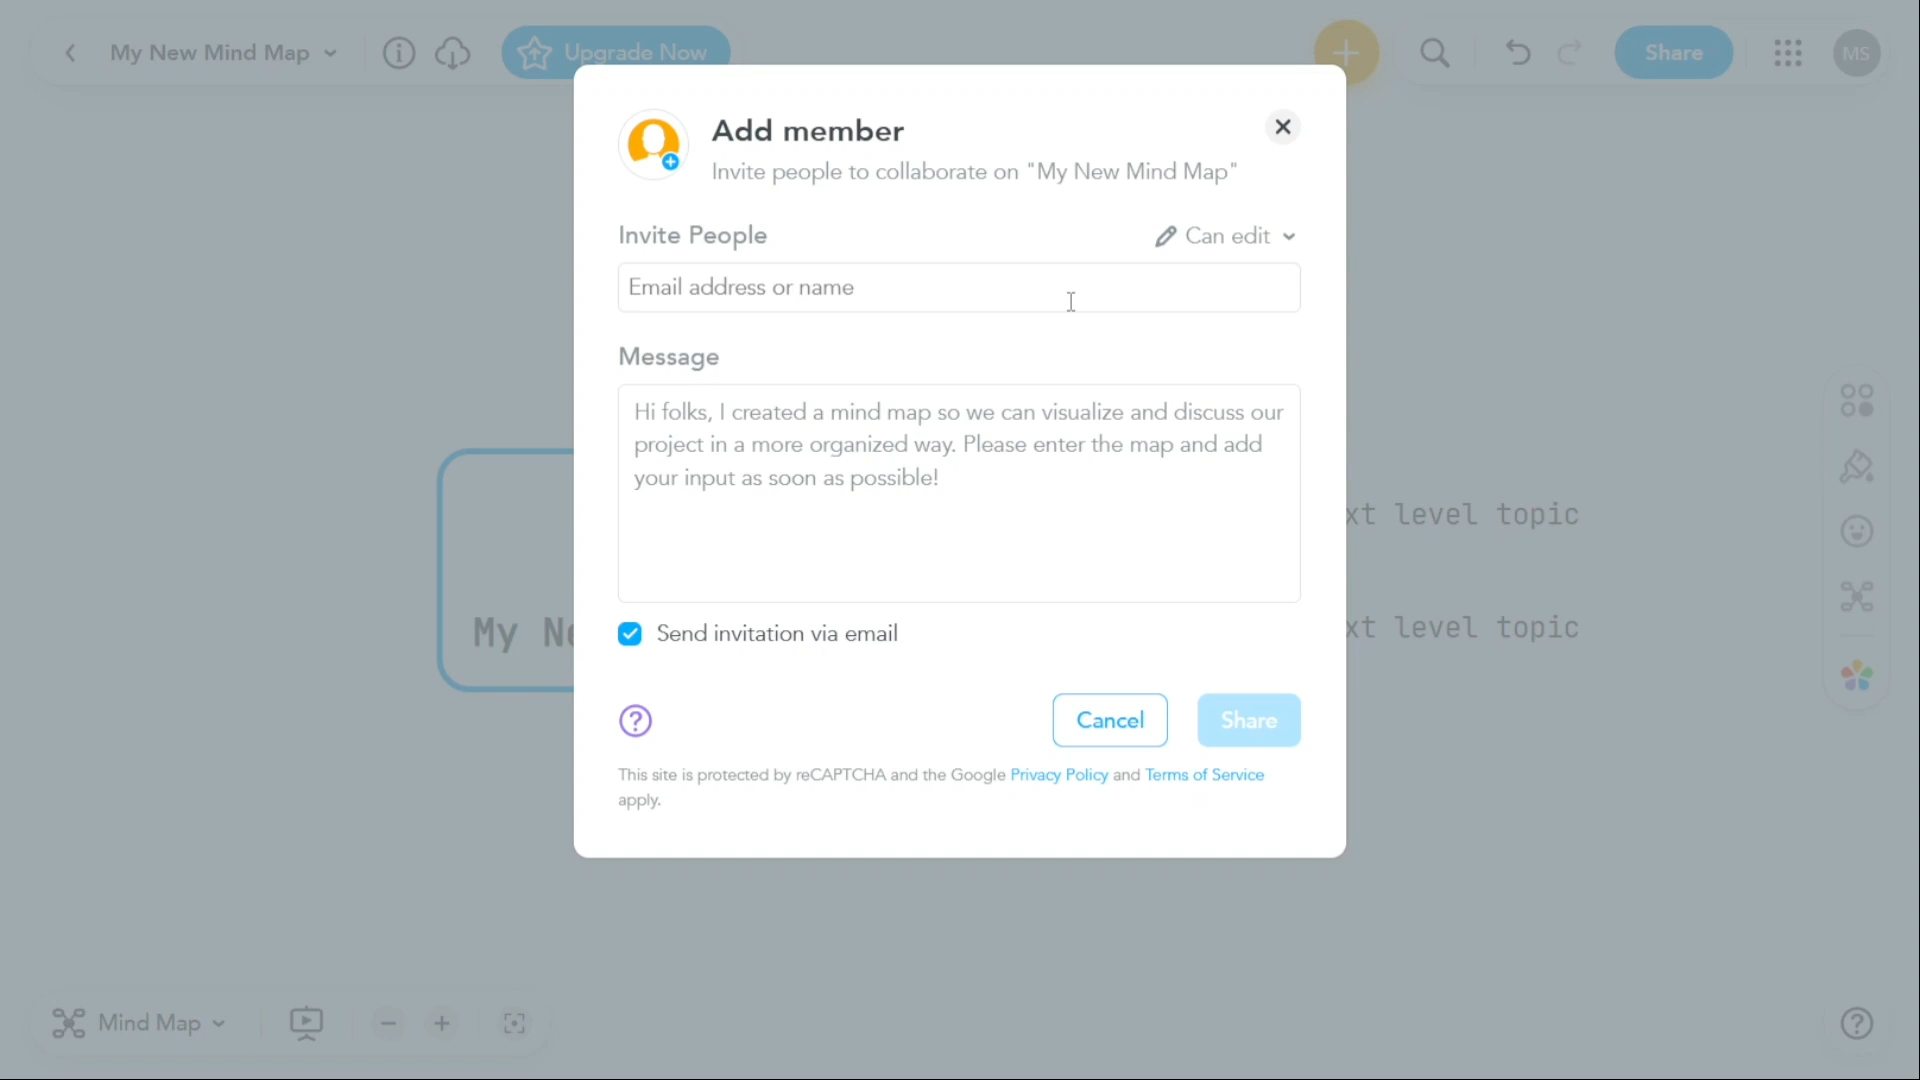 My New Mind Map
Upgrade Now
Share
MS
Add member
Invite people to collaborate on "My New Mind Map"
Invite People
Can edit
Email address or name
Message
Hi folks, I created a mind map so we can visualize and discuss our
project in a more organized way. Please enter the map and add
your input as soon as possible!
xt level topic
My Ne
xt level topic
Send invitation via email
Cancel
Share
This site is protected by reCAPTCHA and the Google Privacy Policy and Terms of Service
apply.
Mind Map